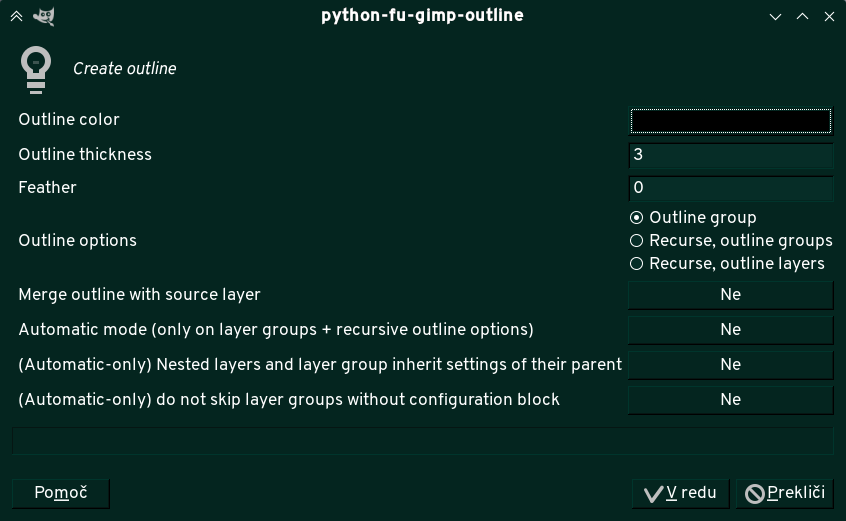 python-fu-gimp-outline
Create outline
Outline color
Outline thickness 3
Feather 0
Outline options
Outline group
Recurse, outline groups
Recurse, outline layers
Merge outline with source layer Ne
Automatic mode (only on layer groups + recursive outline options) Ne
(Automatic-only) Nested layers and layer group inherit settings of their parent Ne
(Automatic-only) do not skip layer groups without configuration block Ne
Pomoč V redu Prekliči